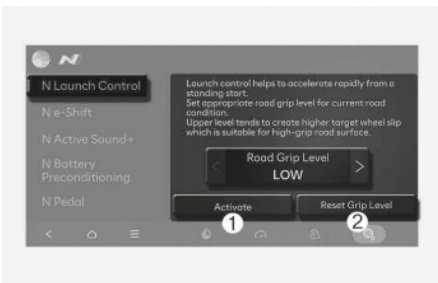 N
N Launch Control
N e-Shift
N Active Sound+
N Battery
Preconditioning
N Pedal
Launch control helps to accelerate rapidly from a
standing start.
Set appropriate road grip level for current road
condition.
Upper level tends to create higher target wheel slip
which is suitable for high-grip road surface.
< Road Grip Level >
LOW
Activate
Reset Grip Level
1
2